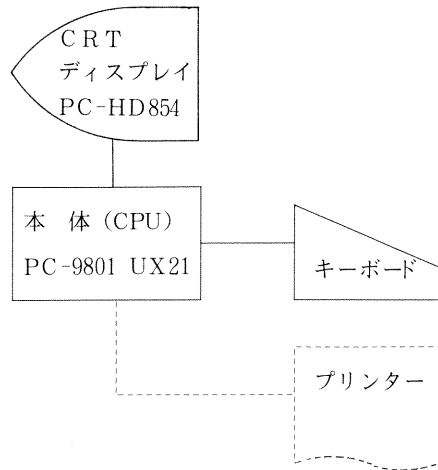 CRT
ディスプレイ
PC-HD854
本 体 (CPU)
PC-9801 UX21
キーボード
プリンター